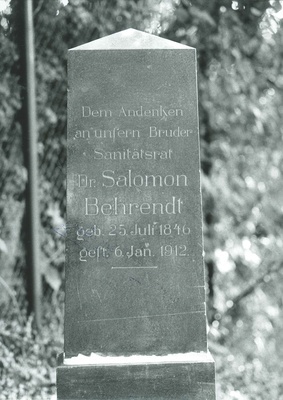 Dem Andenken
an unsern Bruder
Sanitätsrat
Dr. Salomon
Behrendt
geb. 25. Juli 1846
gest. 6. Jan. 1912.